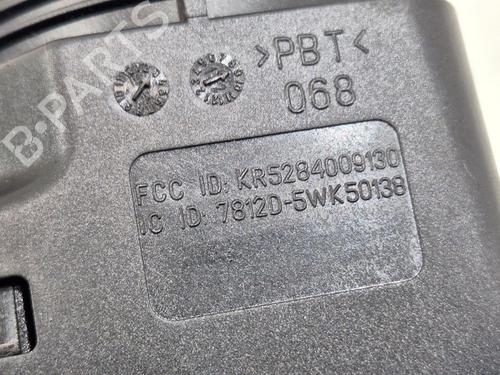 >PBT<
068
FCC ID: KR5284009130
IC ID: 7812D-5WK50138
B-PARTS